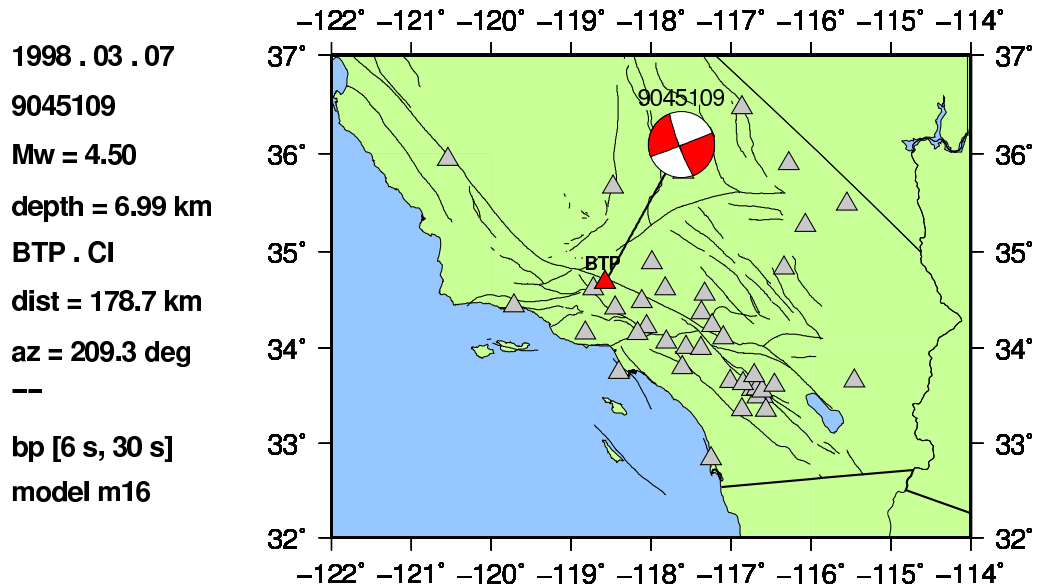 −122° −121° −120° −119° −118° −117° −116° −115° −114°
1998 . 03 . 07
9045109
Mw = 4.50
depth = 6.99 km
BTP . CI
dist = 178.7 km
az = 209.3 deg
−−
bp [6 s, 30 s]
model m16
37° 37°
9045109
36° 36°
35° 35°
BTP
34° 34°
33° 33°
32° 32°
−122° −121° −120° −119° −118° −117° −116° −115° −114°